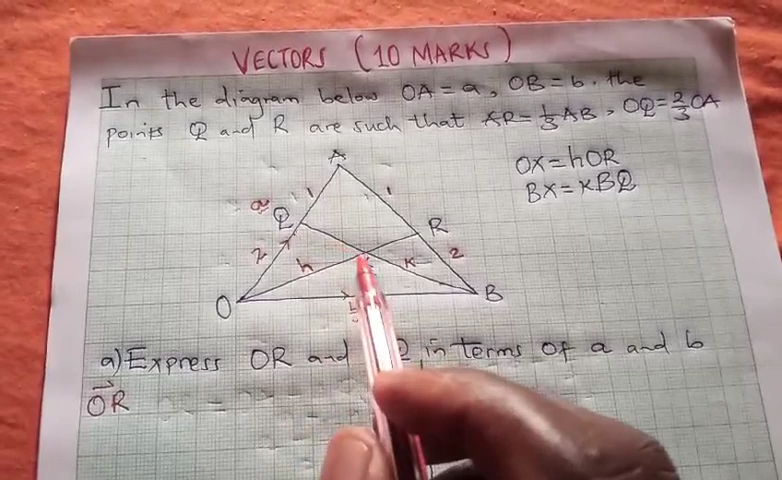 VECTORS (10 MARKS)
In the diagram below OA = a, OB = b. the
points Q and R are such that AR = 1/3 AB, OQ = 2/3 OA
OX = hOR
BX = KBQ
A
1
1
a
Q
R
2
2
h
K
O
B
b
a) Express OR and Q in terms of a and b
OR